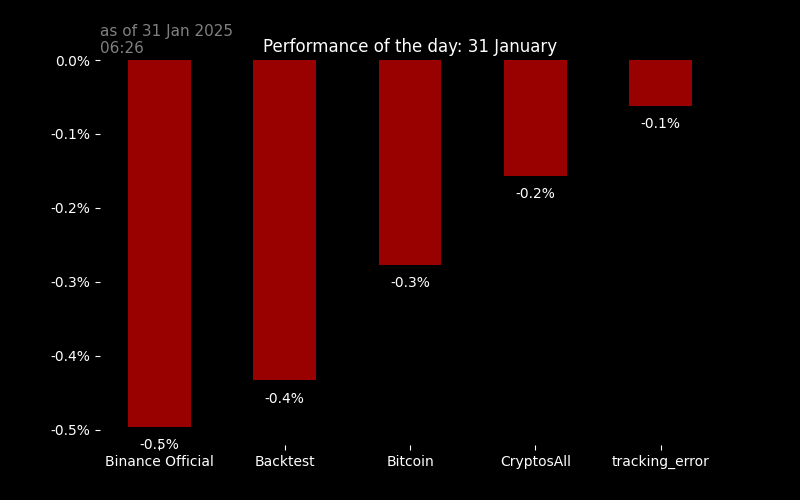 as of 31 Jan 2025
06:26
Performance of the day: 31 January
0.0%
-0.1%
-0.2%
-0.3%
-0.4%
-0.5%
-0.5%
-0.4%
-0.3%
-0.2%
-0.1%
Binance Official
Backtest
Bitcoin
CryptosAll
tracking_error